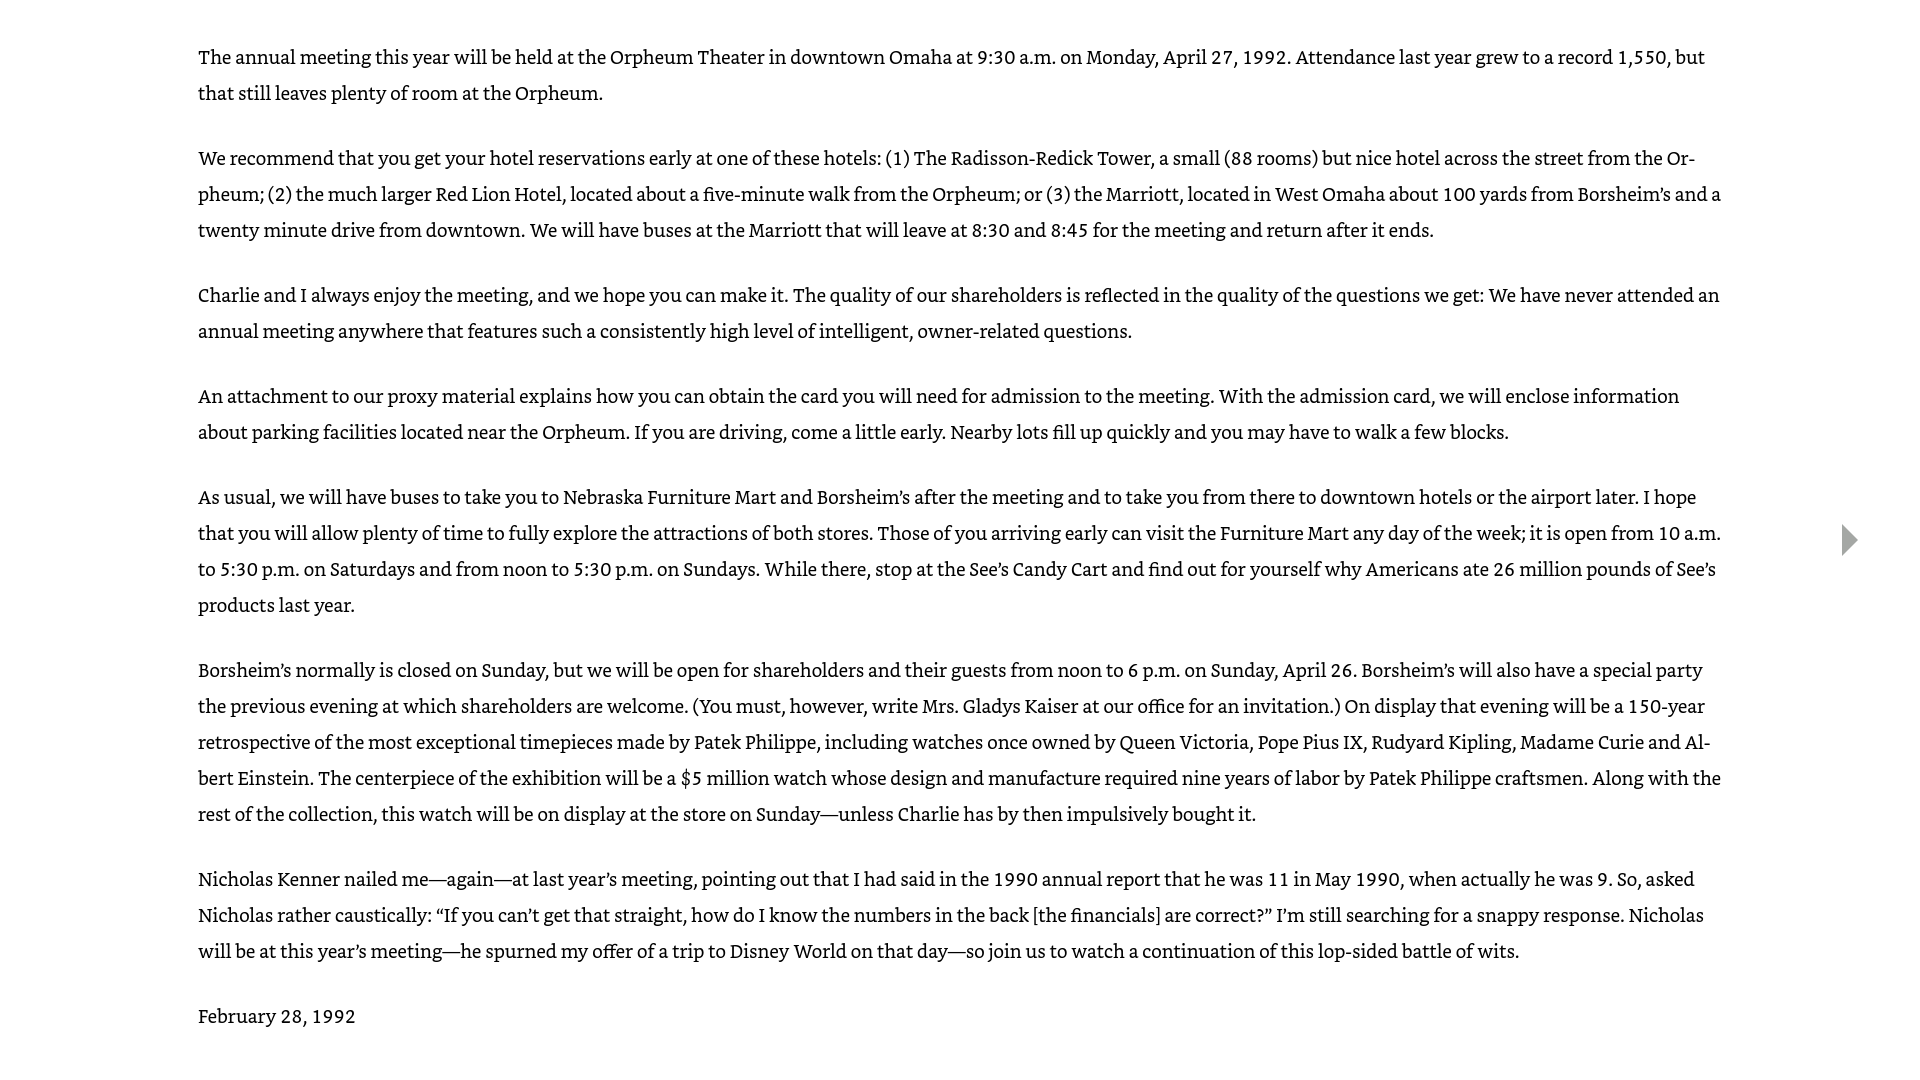 The annual meeting this year will be held at the Orpheum Theater in downtown Omaha at 9:30 a.m. on Monday, April 27, 1992. Attendance last year grew to a record 1,550, but
that still leaves plenty of room at the Orpheum.
We recommend that you get your hotel reservations early at one of these hotels: (1) The Radisson-Redick Tower, a small (88 rooms) but nice hotel across the street from the Or-
pheum; (2) the much larger Red Lion Hotel, located about a five-minute walk from the Orpheum; or (3) the Marriott, located in West Omaha about 100 yards from Borsheim’s and a
twenty minute drive from downtown. We will have buses at the Marriott that will leave at 8:30 and 8:45 for the meeting and return after it ends.
Charlie and I always enjoy the meeting, and we hope you can make it. The quality of our shareholders is reflected in the quality of the questions we get: We have never attended an
annual meeting anywhere that features such a consistently high level of intelligent, owner-related questions.
An attachment to our proxy material explains how you can obtain the card you will need for admission to the meeting. With the admission card, we will enclose information
about parking facilities located near the Orpheum. If you are driving, come a little early. Nearby lots fill up quickly and you may have to walk a few blocks.
As usual, we will have buses to take you to Nebraska Furniture Mart and Borsheim’s after the meeting and to take you from there to downtown hotels or the airport later. I hope
that you will allow plenty of time to fully explore the attractions of both stores. Those of you arriving early can visit the Furniture Mart any day of the week; it is open from 10 a.m.
to 5:30 p.m. on Saturdays and from noon to 5:30 p.m. on Sundays. While there, stop at the See’s Candy Cart and find out for yourself why Americans ate 26 million pounds of See’s
products last year.
Borsheim’s normally is closed on Sunday, but we will be open for shareholders and their guests from noon to 6 p.m. on Sunday, April 26. Borsheim’s will also have a special party
the previous evening at which shareholders are welcome. (You must, however, write Mrs. Gladys Kaiser at our office for an invitation.) On display that evening will be a 150-year
retrospective of the most exceptional timepieces made by Patek Philippe, including watches once owned by Queen Victoria, Pope Pius IX, Rudyard Kipling, Madame Curie and Al-
bert Einstein. The centerpiece of the exhibition will be a $5 million watch whose design and manufacture required nine years of labor by Patek Philippe craftsmen. Along with the
rest of the collection, this watch will be on display at the store on Sunday—unless Charlie has by then impulsively bought it.
Nicholas Kenner nailed me—again—at last year’s meeting, pointing out that I had said in the 1990 annual report that he was 11 in May 1990, when actually he was 9. So, asked
Nicholas rather caustically: “If you can’t get that straight, how do I know the numbers in the back [the financials] are correct?” I’m still searching for a snappy response. Nicholas
will be at this year’s meeting—he spurned my offer of a trip to Disney World on that day—so join us to watch a continuation of this lop-sided battle of wits.
February 28, 1992